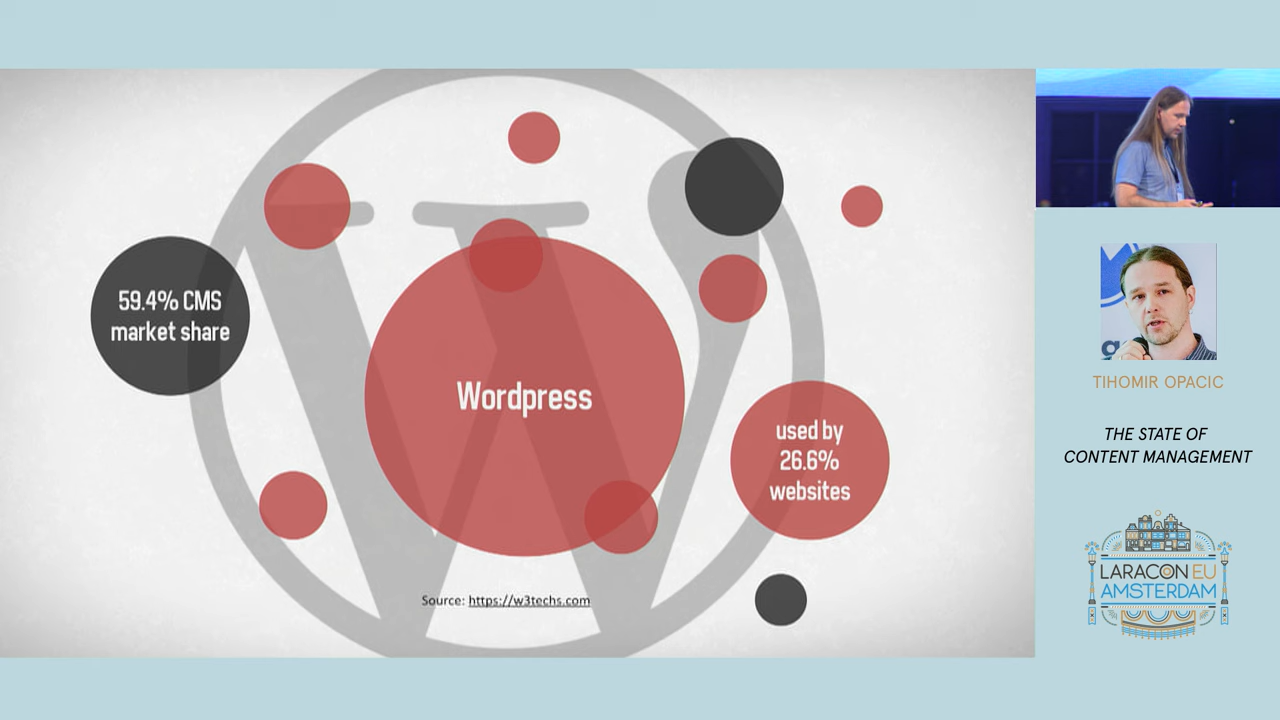 59.4% CMS
market share
Wordpress
used by
26.6%
websites
Source: https://w3techs.com
TIHOMIR OPACIC
THE STATE OF
CONTENT MANAGEMENT
LARACON EU
AMSTERDAM